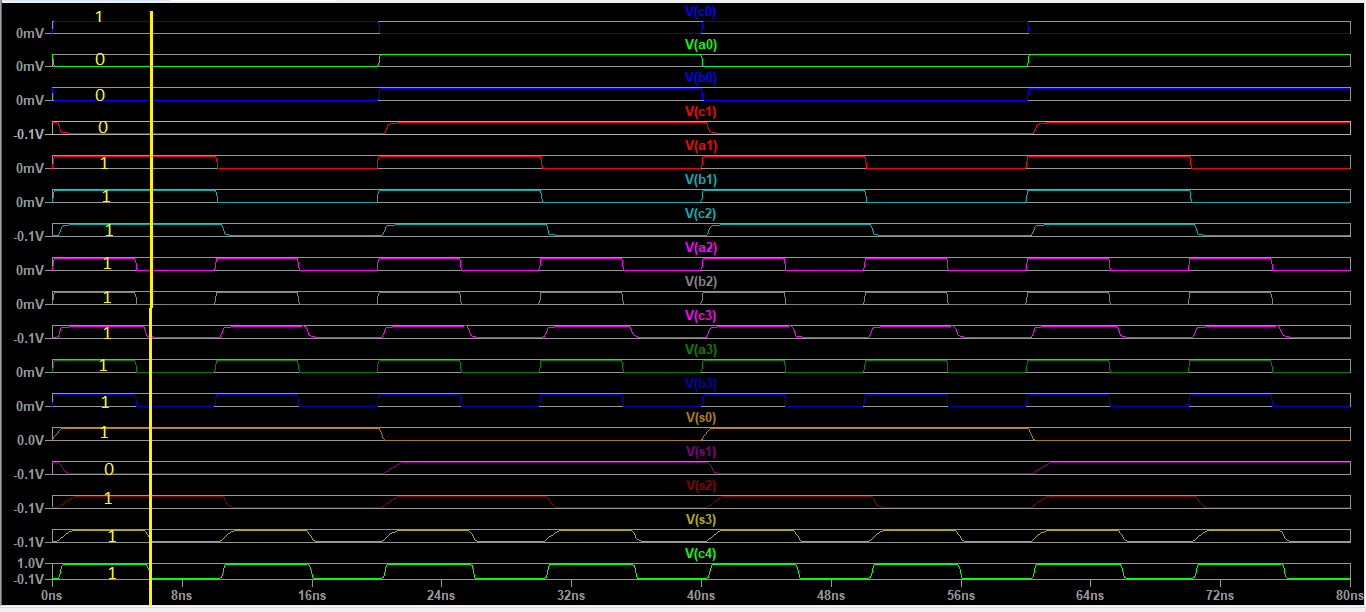 V(c0)
1
0mV
V(a0)
0
0mV
V(b0)
0
0mV
V(c1)
0
-0.1V
V(a1)
1
0mV
V(b1)
1
0mV
V(c2)
1
-0.1V
V(a2)
1
0mV
V(b2)
1
0mV
V(c3)
1
-0.1V
V(a3)
1
0mV
V(b3)
1
0mV
V(s0)
1
0.0V
V(s1)
0
-0.1V
V(s2)
1
-0.1V
V(s3)
1
-0.1V
V(c4)
1.0V
1
-0.1V
0ns 8ns 16ns 24ns 32ns 40ns 48ns 56ns 64ns 72ns 80ns